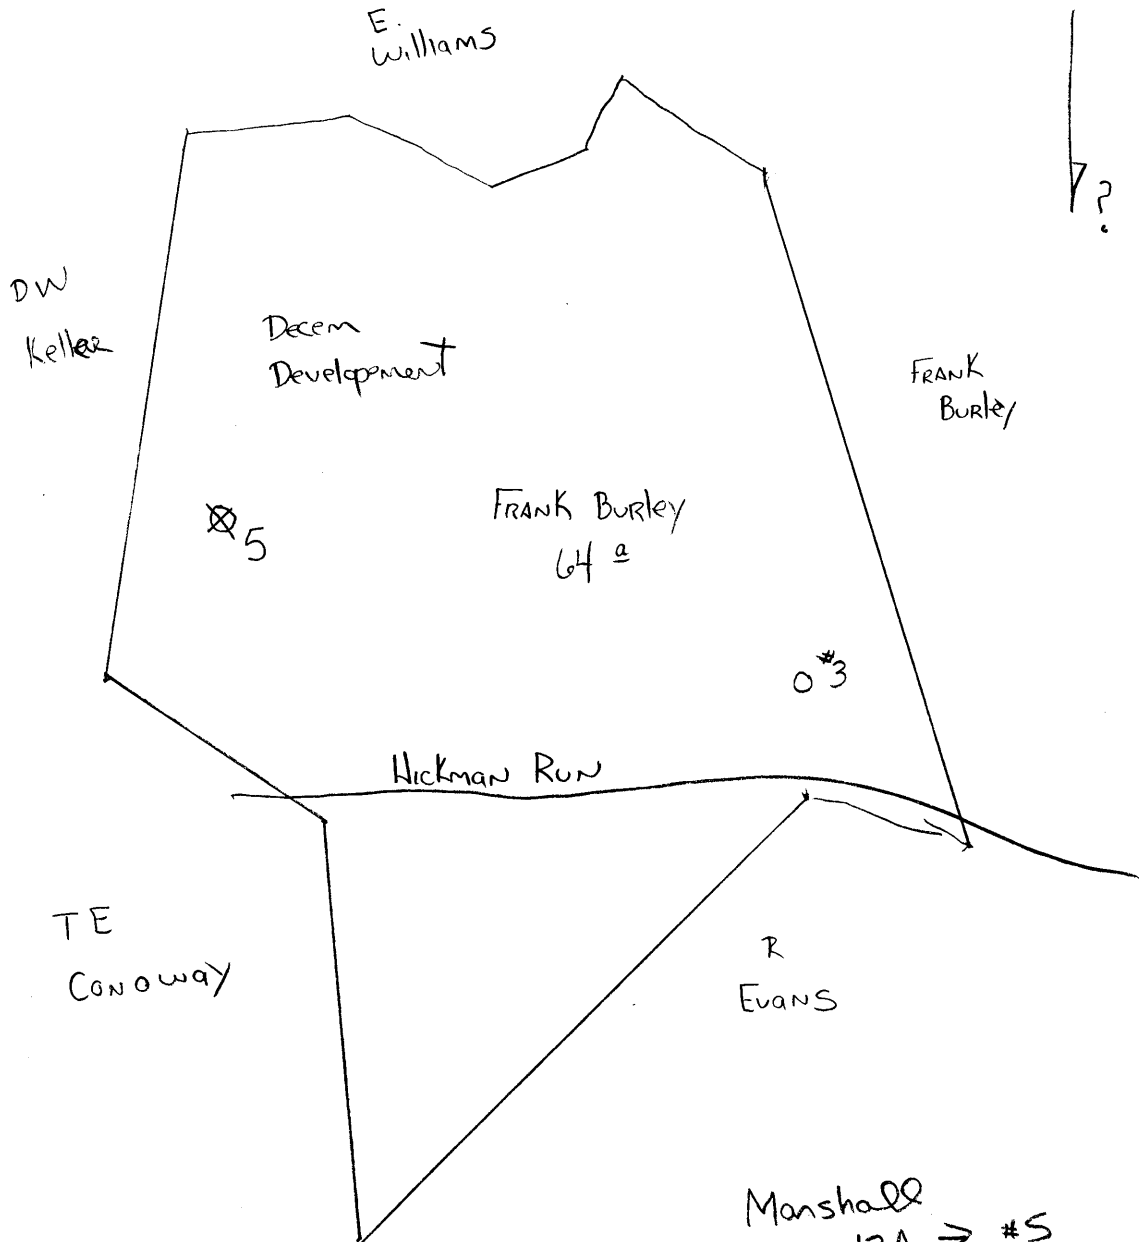 E.
Williams
?
DW
Keller
Decem
Development
Frank
Burley
Frank Burley
64 a
5
#3
Hickman Run
TE
Conoway
R
Evans
Marshall
→ #5